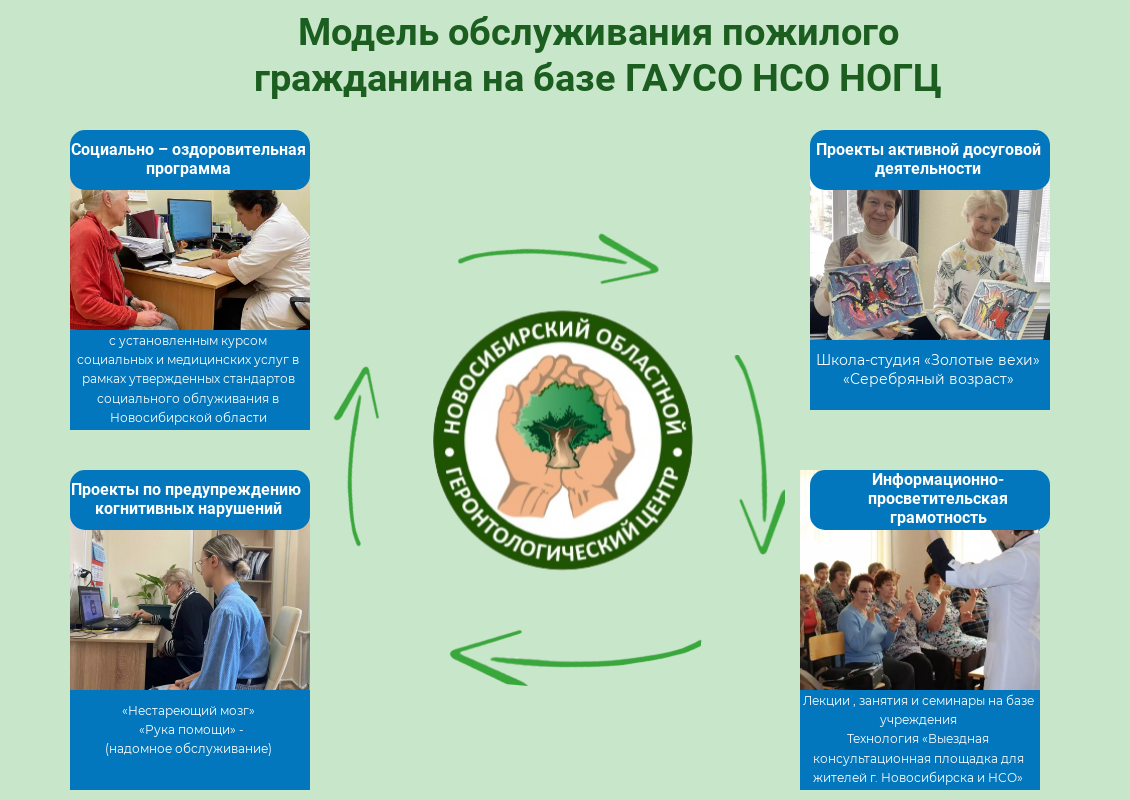 Модель обслуживания пожилого
гражданина на базе ГАУСО НСО НОГЦ
Социально – оздоровительная
программа
с установленным курсом
социальных и медицинских услуг в
рамках утвержденных стандартов
социального облуживания в
Новосибирской области
Проекты активной досуговой
деятельности
Школа-студия «Золотые вехи»
«Серебряный возраст»
НОВОСИБИРСКИЙ ОБЛАСТНОЙ
ГЕРОНТОЛОГИЧЕСКИЙ ЦЕНТР
Проекты по предупреждению
когнитивных нарушений
«Нестареющий мозг»
«Рука помощи» -
(надомное обслуживание)
Информационно-
просветительская
грамотность
Лекции , занятия и семинары на базе
учреждения
Технология «Выездная
консультационная площадка для
жителей г. Новосибирска и НСО»